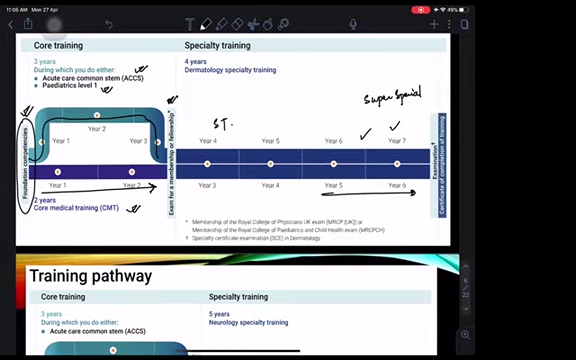 11:05 AM Mon 27 Apr
49%
Core training
Specialty training
3 years
During which you do either:
Acute care common stem (ACCS)
Paediatrics level 1
4 years
Dermatology specialty training
Super Special
ST.
Foundation competencies
Year 1
Year 2
Year 3
Exam for a membership or fellowship*
Year 4
Year 5
Year 6
Year 7
Year 1
Year 2
Year 3
Year 4
Year 5
Year 6
Examination†
Certificate of completion of training
2 years
Core medical training (CMT)
* Membership of the Royal College of Physicians UK exam (MRCP (UK)) or
Membership of the Royal College of Paediatrics and Child Health exam (MRCPCH)
† Specialty certificate examination (SCE) in Dermatology
6
/
22
Training pathway
Core training
Specialty training
3 years
During which you do either:
Acute care common stem (ACCS)
5 years
Neurology specialty training